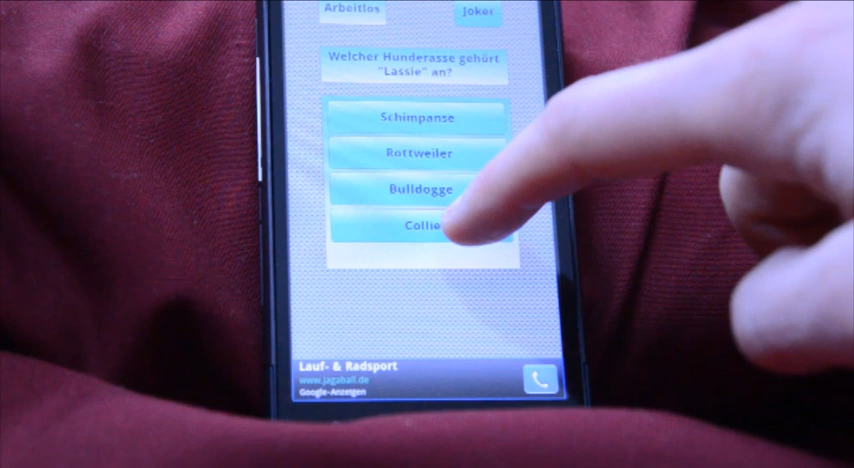 Arbeitlos
Joker
Welcher Hunderasse gehört
"Lassie" an?
Schimpanse
Rottweiler
Bulldogge
Collie
Lauf- & Radsport
www.jagaball.de
Google-Anzeigen